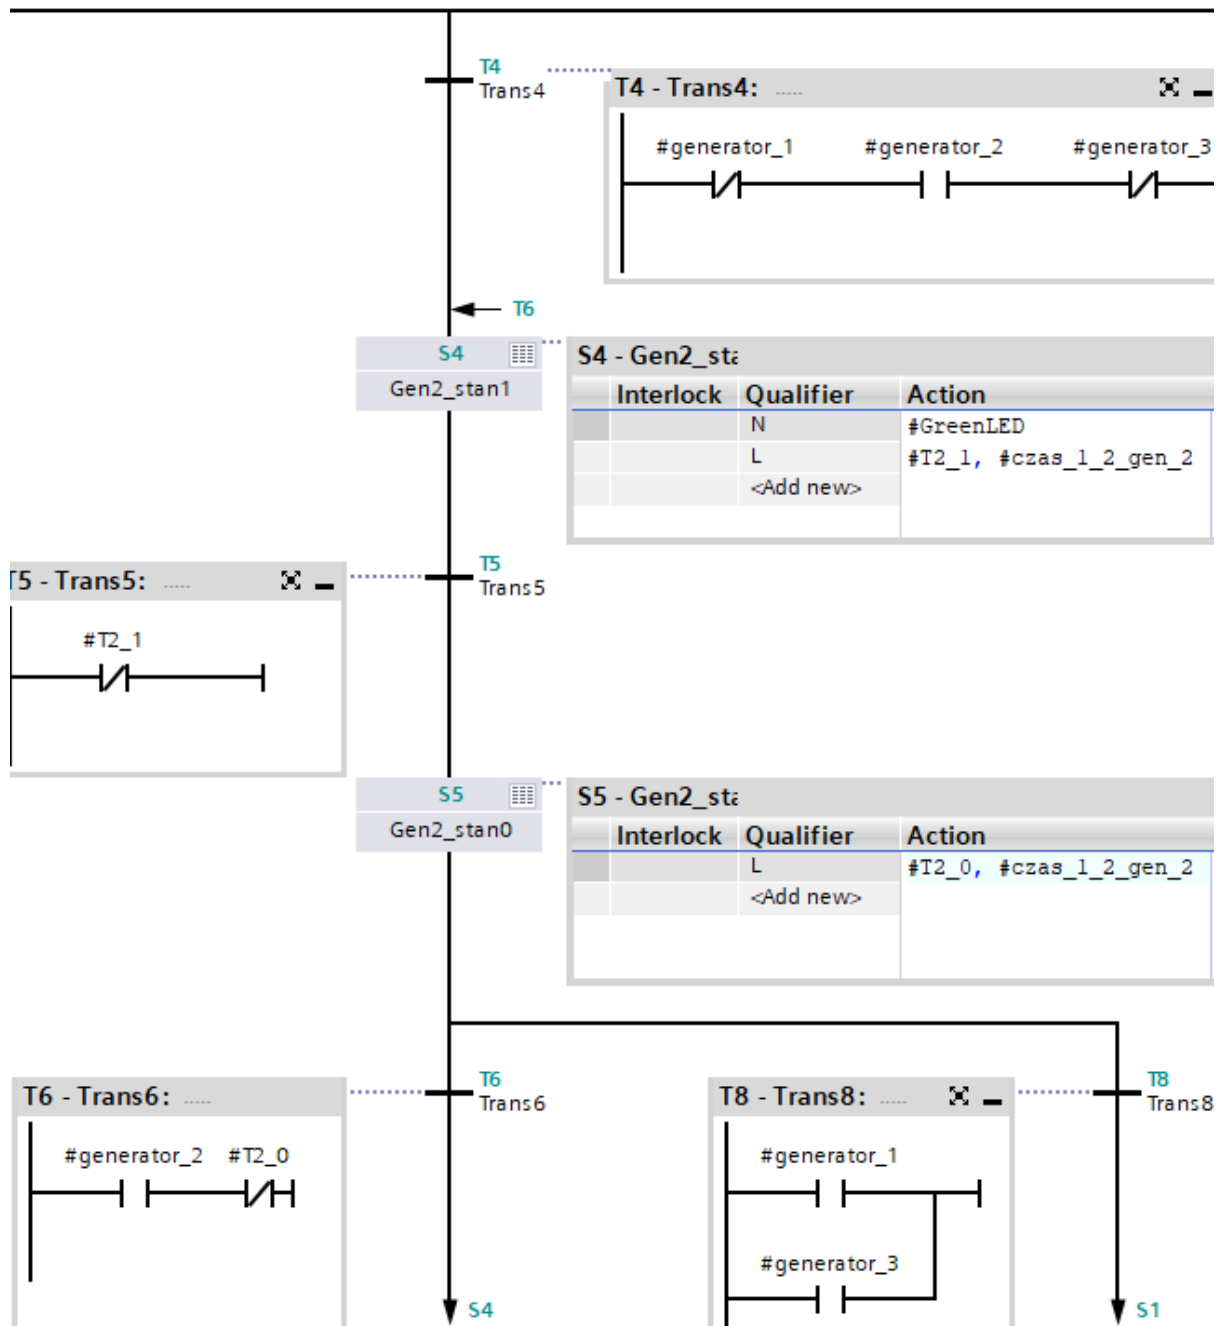 T4
Trans4
T4 - Trans4: .....
#generator_1 #generator_2 #generator_3
T6
S4
Gen2_stan1
S4 - Gen2_sta
Interlock Qualifier Action
N #GreenLED
L #T2_1, #czas_1_2_gen_2
<Add new>
T5
Trans5
T5 - Trans5: .....
#T2_1
S5
Gen2_stan0
S5 - Gen2_sta
Interlock Qualifier Action
L #T2_0, #czas_1_2_gen_2
<Add new>
T6
Trans6
T6 - Trans6: .....
#generator_2 #T2_0
T8
Trans8
T8 - Trans8: .....
#generator_1
#generator_3
S4
S1